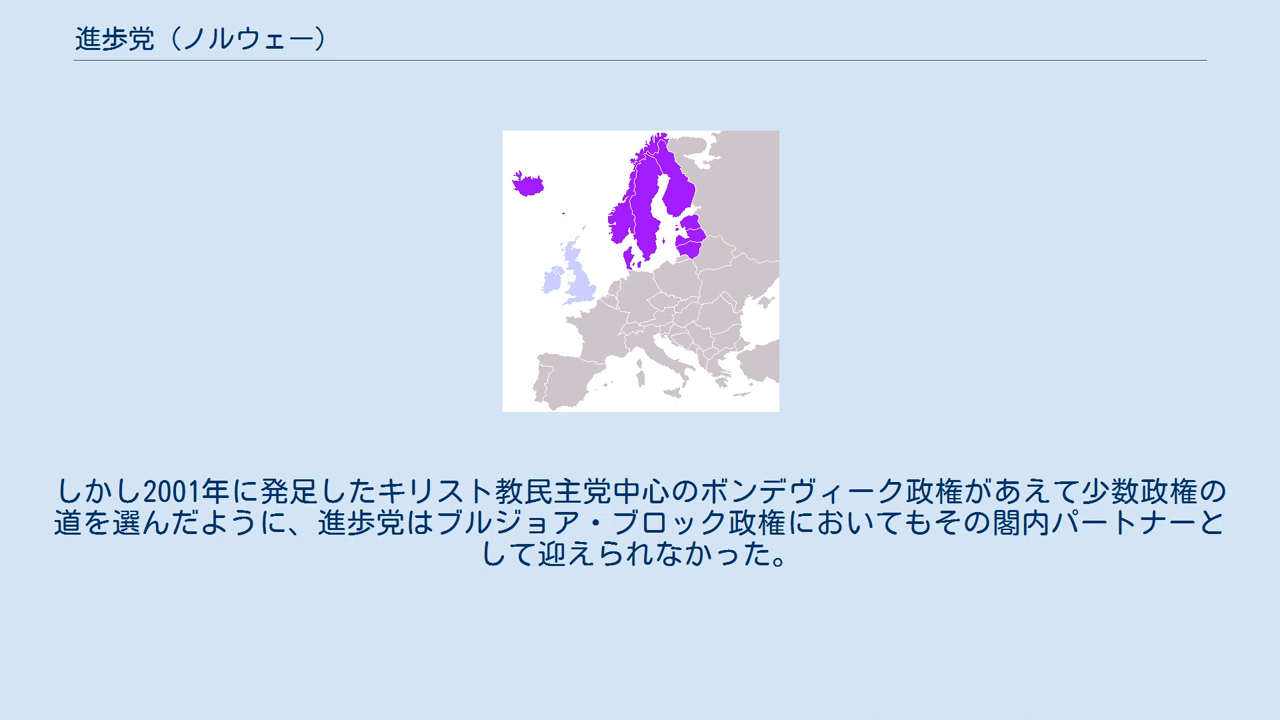 進歩党（ノルウェー）
しかし2001年に発足したキリスト教民主党中心のボンデヴィーク政権があえて少数政権の
道を選んだように、進歩党はブルジョア・ブロック政権においてもその閣内パートナーと
して迎えられなかった。